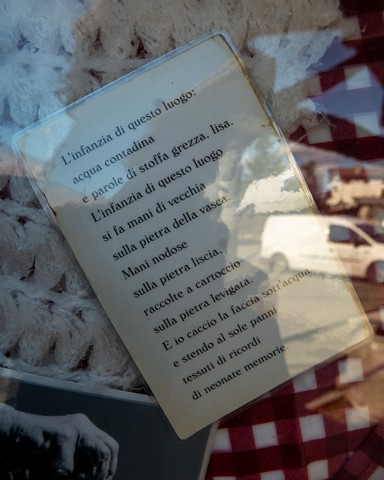 L'infanzia di questo luogo:
acqua contadina
e parole di stoffa grezza, lisa.
L'infanzia di questo luogo
si fa mani di vecchia
sulla pietra della vasca.
Mani nodose
sulla pietra liscia,
raccolte a cartoccio
sulla pietra levigata.
E io caccio la faccia sott'acqua
e stendo al sole panni
tessuti di ricordi
di neonate memorie.